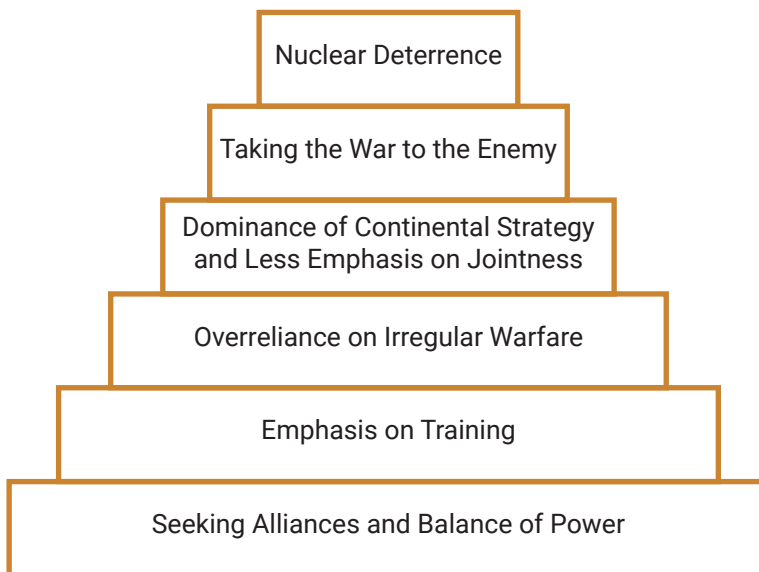 Nuclear Deterrence
Taking the War to the Enemy
Dominance of Continental Strategy
and Less Emphasis on Jointness
Overreliance on Irregular Warfare
Emphasis on Training
Seeking Alliances and Balance of Power